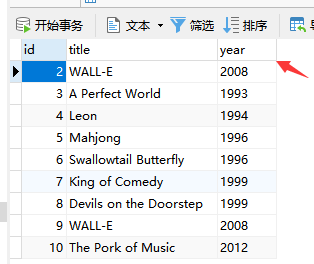 开始事务 文本 筛选 排序
id title year
2 WALL-E 2008
3 A Perfect World 1993
4 Leon 1994
5 Mahjong 1996
6 Swallowtail Butterfly 1996
7 King of Comedy 1999
8 Devils on the Doorstep 1999
9 WALL-E 2008
10 The Pork of Music 2012